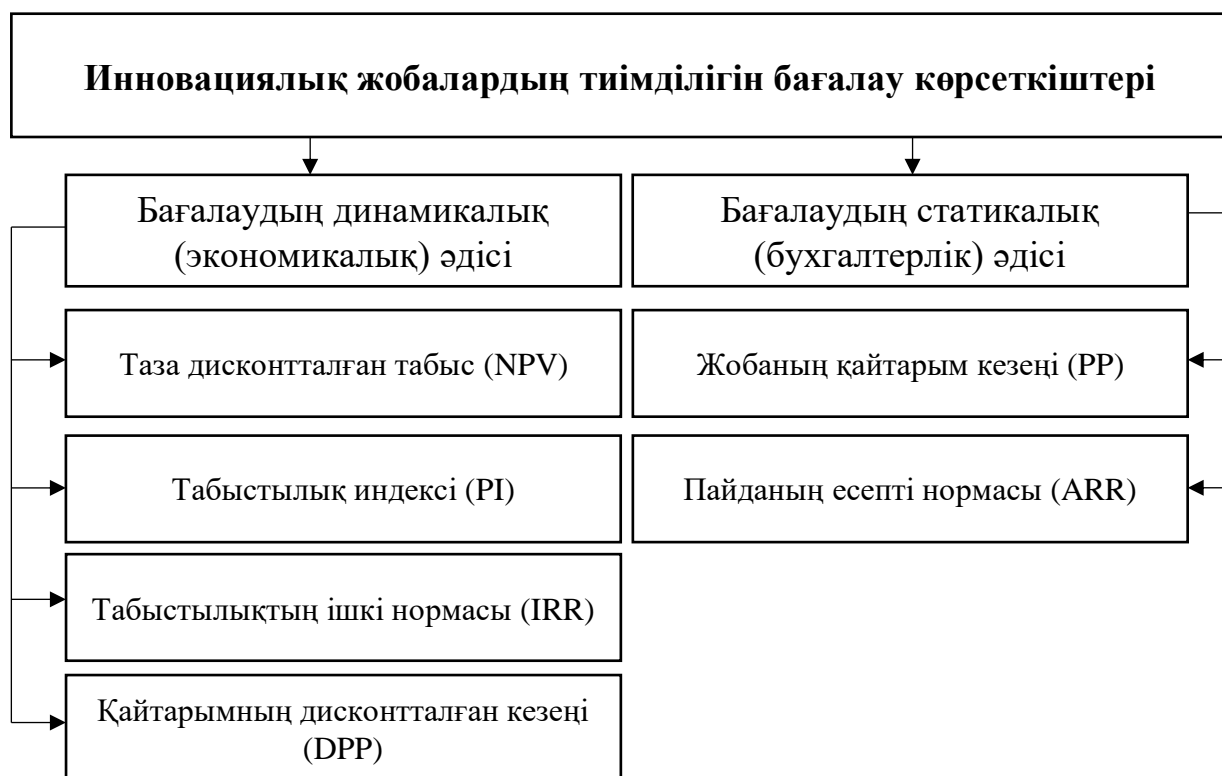 Инновациялық жобалардың тиімділігін бағалау көрсеткіштері
Бағалаудың динамикалық
(экономикалық) әдісі
Бағалаудың статикалық
(бухгалтерлік) әдісі
Таза дисконтталған табыс (NPV)
Жобаның қайтарым кезеңі (PP)
Табыстылық индексі (PI)
Пайданың есепті нормасы (ARR)
Табыстылықтың ішкі нормасы (IRR)
Қайтарымның дисконтталған кезеңі
(DPP)